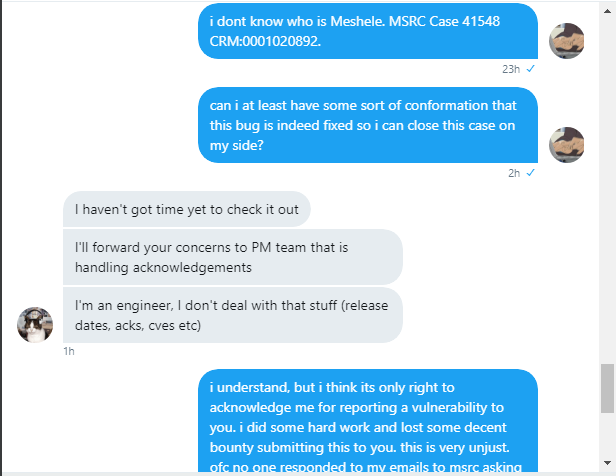 i dont know who is Meshele. MSRC Case 41548
CRM:0001020892.
23h ✓
can i at least have some sort of conformation that
this bug is indeed fixed so i can close this case on
my side?
2h ✓
I haven't got time yet to check it out
I'll forward your concerns to PM team that is
handling acknowledgements
I'm an engineer, I don't deal with that stuff (release
dates, acks, cves etc)
1h
i understand, but i think its only right to
acknowledge me for reporting a vulnerability to
you. i did some hard work and lost some decent
bounty submitting this to you. this is very unjust.
ofc no one responded to my emails to msrc asking